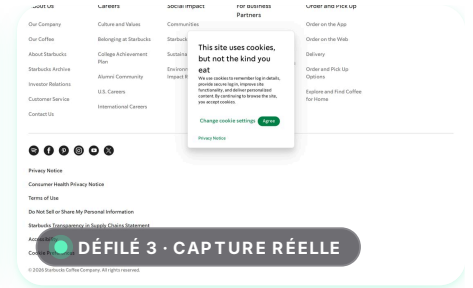 About Us
Careers
Social Impact
For Business
Partners
Order and Pick Up
Our Company
Culture and Values
Communities
Order on the App
Our Coffee
Belonging at Starbucks
Starbuck
Order on the Web
About Starbucks
College Achievement
Plan
Sustaina
Delivery
Starbucks Archive
Alumni Community
Environm
Impact R
Order and Pick Up
Options
Investor Relations
U.S. Careers
Explore and Find Coffee
for Home
Customer Service
International Careers
Contact Us
This site uses cookies,
but not the kind you
eat
We use cookies to remember log in details,
provide secure log in, improve site
functionality, and deliver personalized
content. By continuing to browse the site,
you accept cookies.
Change cookie settings
Agree
Privacy Notice
Privacy Notice
Consumer Health Privacy Notice
Terms of Use
Do Not Sell or Share My Personal Information
Starbucks Transparency in Supply Chains Statement
Accessibility
Cookie Preferences
DÉFILÉ 3 · CAPTURE RÉELLE
© 2026 Starbucks Coffee Company. All rights reserved.